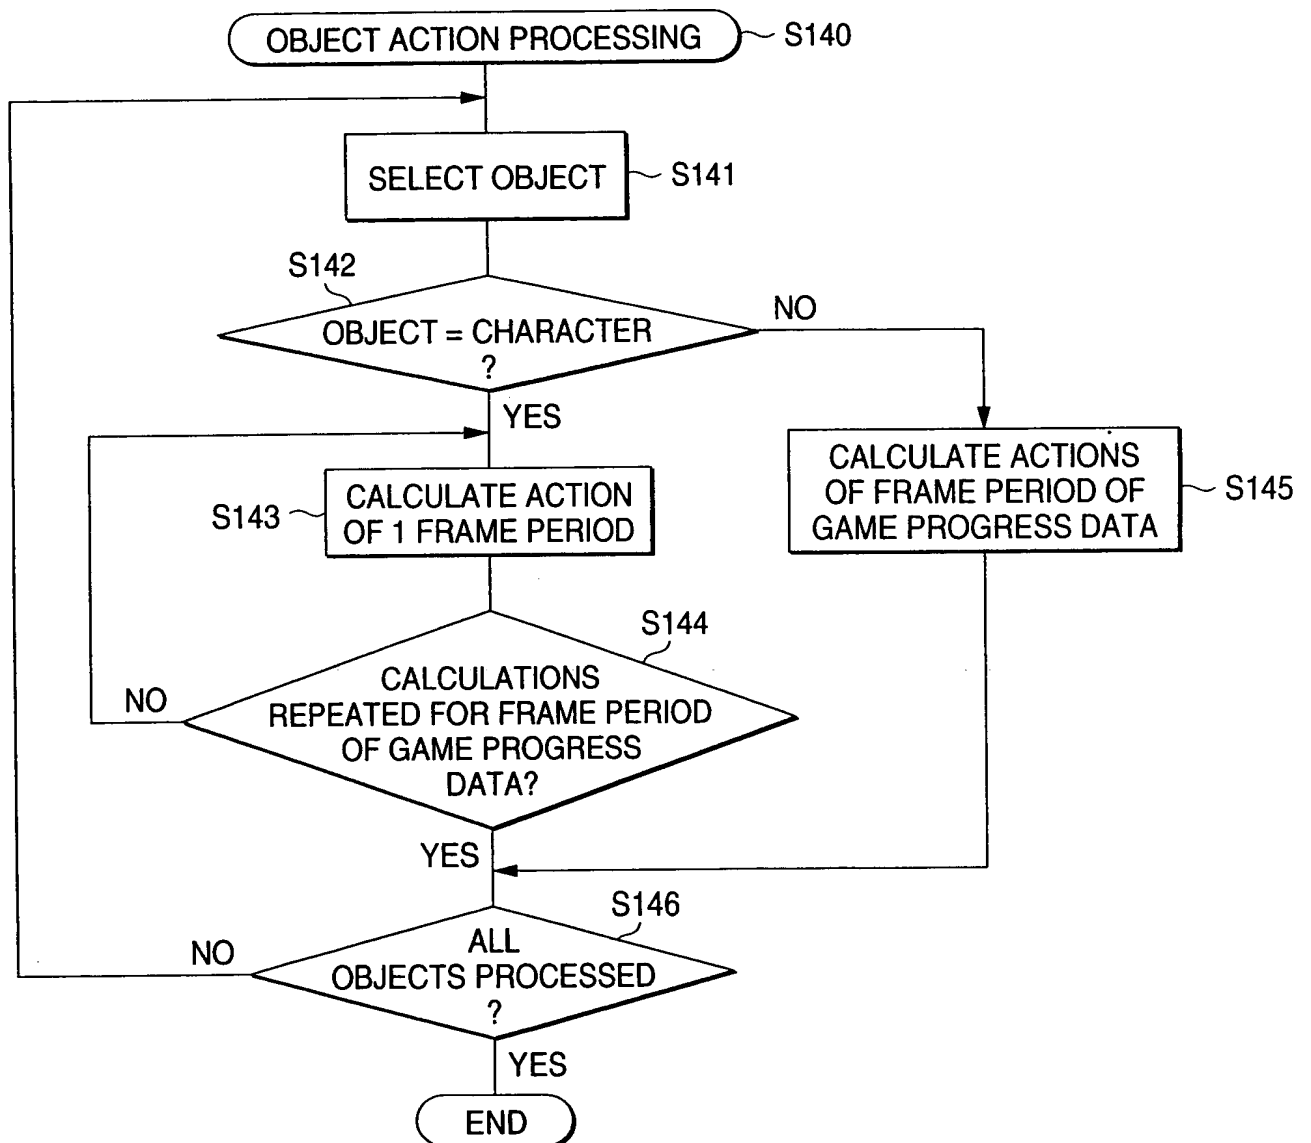 OBJECT ACTION PROCESSING
S140
SELECT OBJECT
S141
S142
OBJECT = CHARACTER
?
NO
YES
CALCULATE ACTION
OF 1 FRAME PERIOD
S143
CALCULATE ACTIONS
OF FRAME PERIOD OF
GAME PROGRESS DATA
S145
S144
CALCULATIONS
REPEATED FOR FRAME PERIOD
OF GAME PROGRESS
DATA?
NO
YES
S146
ALL
OBJECTS PROCESSED
?
NO
YES
END